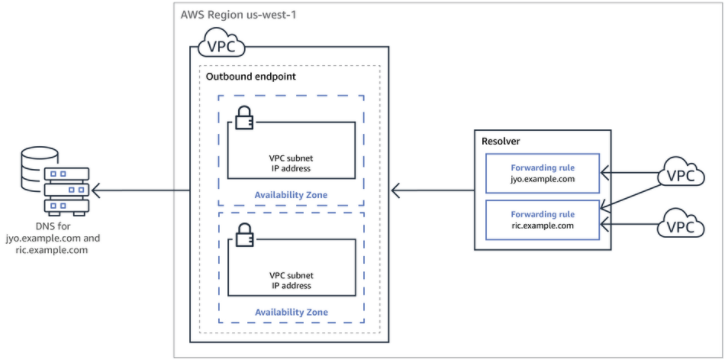 AWS Region us-west-1
VPC
Outbound endpoint
VPC subnet
IP address
Availability Zone
VPC subnet
IP address
Availability Zone
DNS for
jyo.example.com and
ric.example.com
Resolver
Forwarding rule
jyo.example.com
Forwarding rule
ric.example.com
VPC
VPC